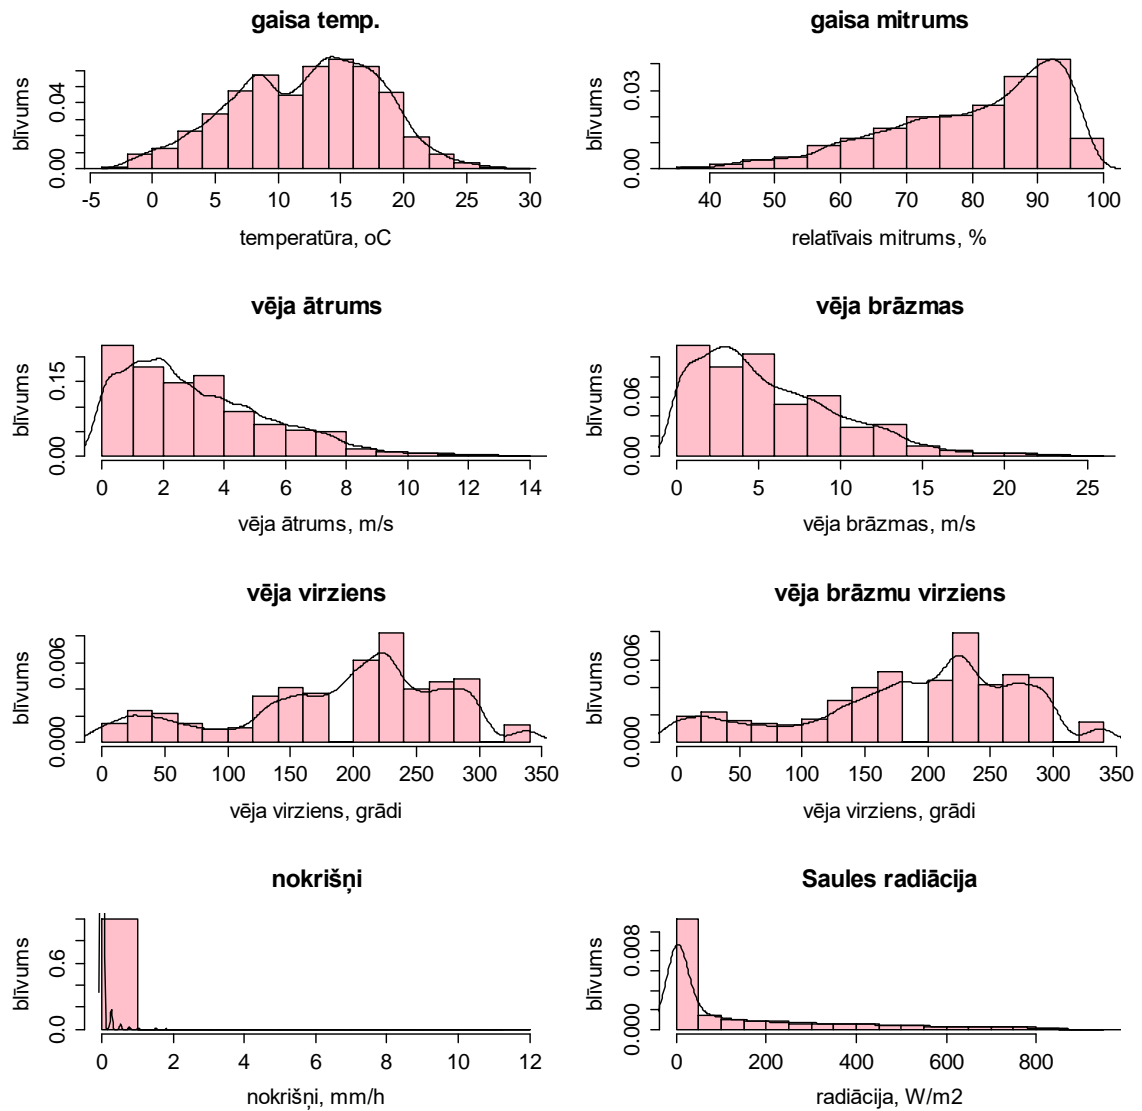 gaisa temp.
blīvums
0.00 0.04
-5 0 5 10 15 20 25 30
temperatūra, oC
gaisa mitrums
blīvums
0.00 0.03
40 50 60 70 80 90 100
relatīvais mitrums, %
vēja ātrums
blīvums
0.00 0.15
0 2 4 6 8 10 12 14
vēja ātrums, m/s
vēja brāzmas
blīvums
0.00 0.06
0 5 10 15 20 25
vēja brāzmas, m/s
vēja virziens
blīvums
0.000 0.006
0 50 100 150 200 250 300 350
vēja virziens, grādi
vēja brāzmu virziens
blīvums
0.000 0.006
0 50 100 150 200 250 300 350
vēja virziens, grādi
nokrišņi
blīvums
0.0 0.6
0 2 4 6 8 10 12
nokrišņi, mm/h
Saules radiācija
blīvums
0.000 0.008
0 200 400 600 800
radiācija, W/m2